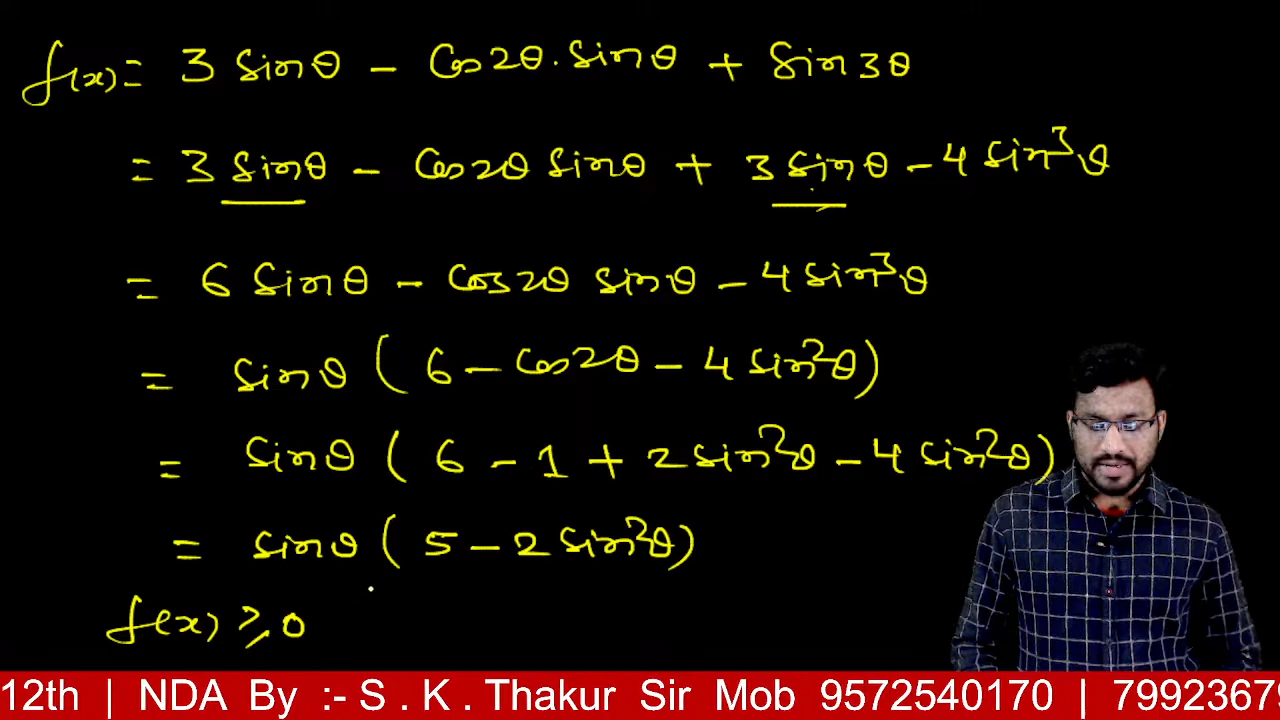 f(x) = 3 sinθ - cos2θ.sinθ + sin3θ
= 3 sinθ - cos2θ sinθ + 3 sinθ - 4 sin³θ
= 6 sinθ - cos2θ sinθ - 4 sin³θ
= sinθ ( 6 - cos2θ - 4 sin²θ)
= sinθ ( 6 - 1 + 2 sin²θ - 4 sin²θ)
= sinθ ( 5 - 2 sin²θ)
f(x) ≥ 0
12th | NDA By :- S . K . Thakur Sir Mob 9572540170 | 7992367